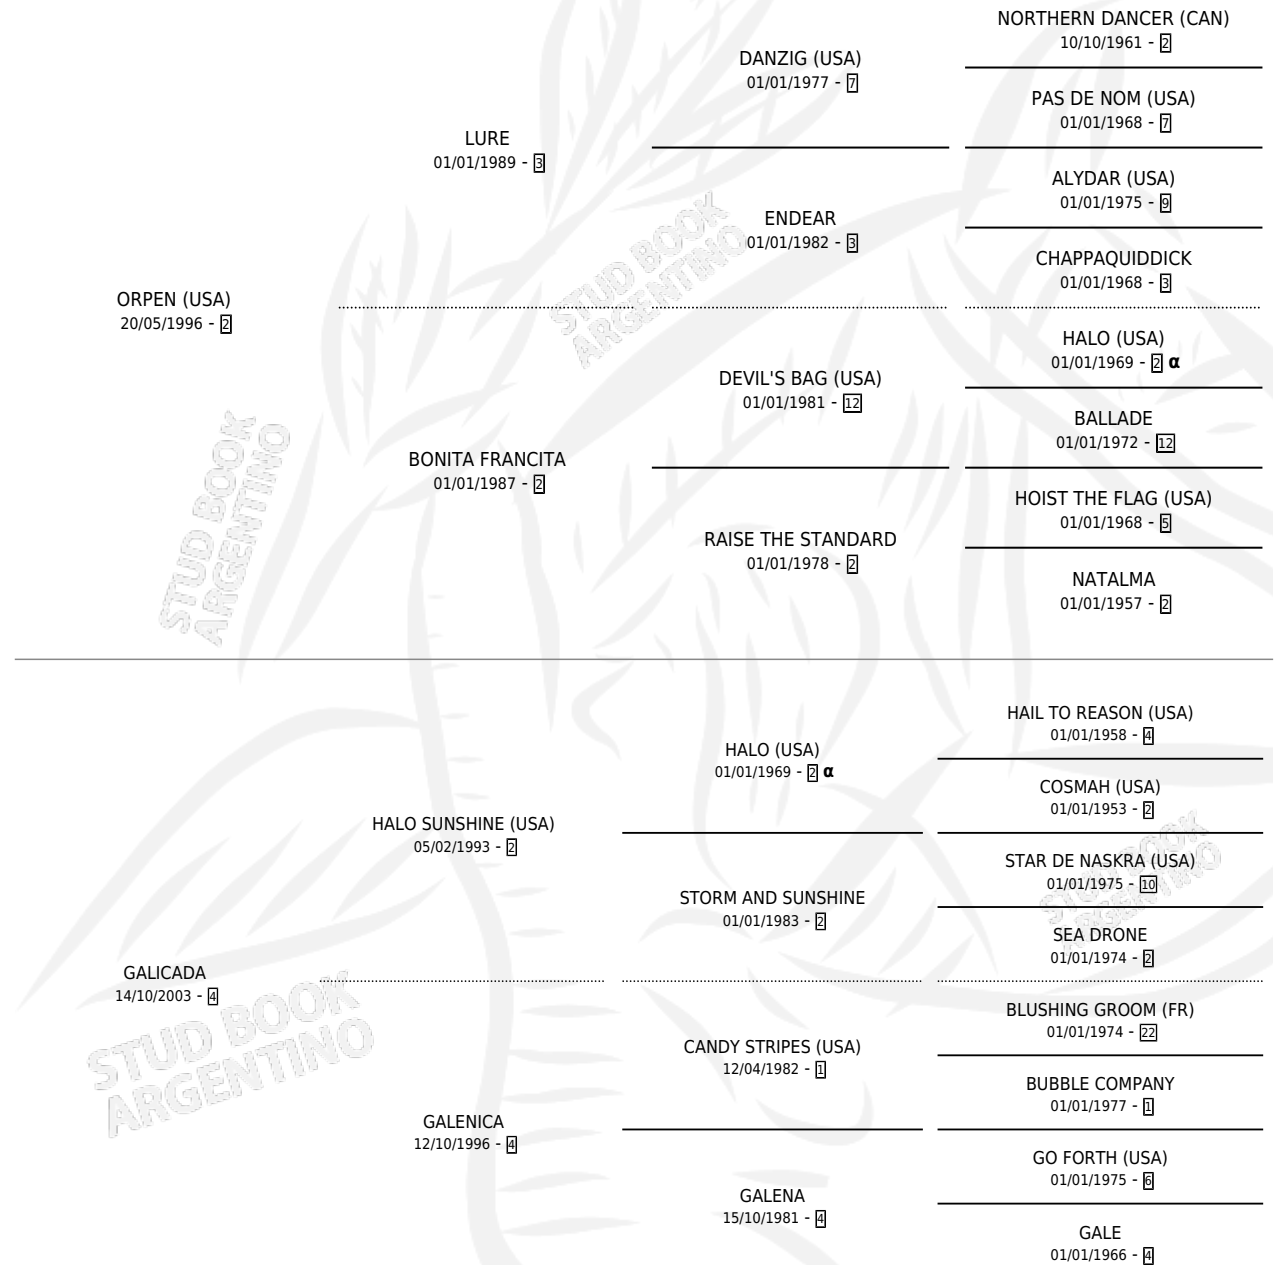 NORTHERN DANCER (CAN)
10/10/1961 - 2
DANZIG (USA)
01/01/1977 - 7
PAS DE NOM (USA)
01/01/1968 - 7
LURE
01/01/1989 - 3
ALYDAR (USA)
01/01/1975 - 9
ENDEAR
01/01/1982 - 3
CHAPPAQUIDDICK
01/01/1968 - 3
ORPEN (USA)
20/05/1996 - 2
HALO (USA)
01/01/1969 - 2 α
DEVIL'S BAG (USA)
01/01/1981 - 12
BALLADE
01/01/1972 - 12
BONITA FRANCITA
01/01/1987 - 2
HOIST THE FLAG (USA)
01/01/1968 - 5
RAISE THE STANDARD
01/01/1978 - 2
NATALMA
01/01/1957 - 2
HAIL TO REASON (USA)
01/01/1958 - 4
HALO (USA)
01/01/1969 - 2 α
COSMAH (USA)
01/01/1953 - 2
HALO SUNSHINE (USA)
05/02/1993 - 2
STAR DE NASKRA (USA)
01/01/1975 - 10
STORM AND SUNSHINE
01/01/1983 - 2
SEA DRONE
01/01/1974 - 2
GALICADA
14/10/2003 - 4
BLUSHING GROOM (FR)
01/01/1974 - 22
CANDY STRIPES (USA)
12/04/1982 - 1
BUBBLE COMPANY
01/01/1977 - 1
GALENICA
12/10/1996 - 4
GO FORTH (USA)
01/01/1975 - 6
GALENA
15/10/1981 - 4
GALE
01/01/1966 - 4
STUD BOOK
ARGENTINO
STUD BOOK
ARGENTINO
STUD BOOK
ARGENTINO
STUD BOOK
ARGENTINO